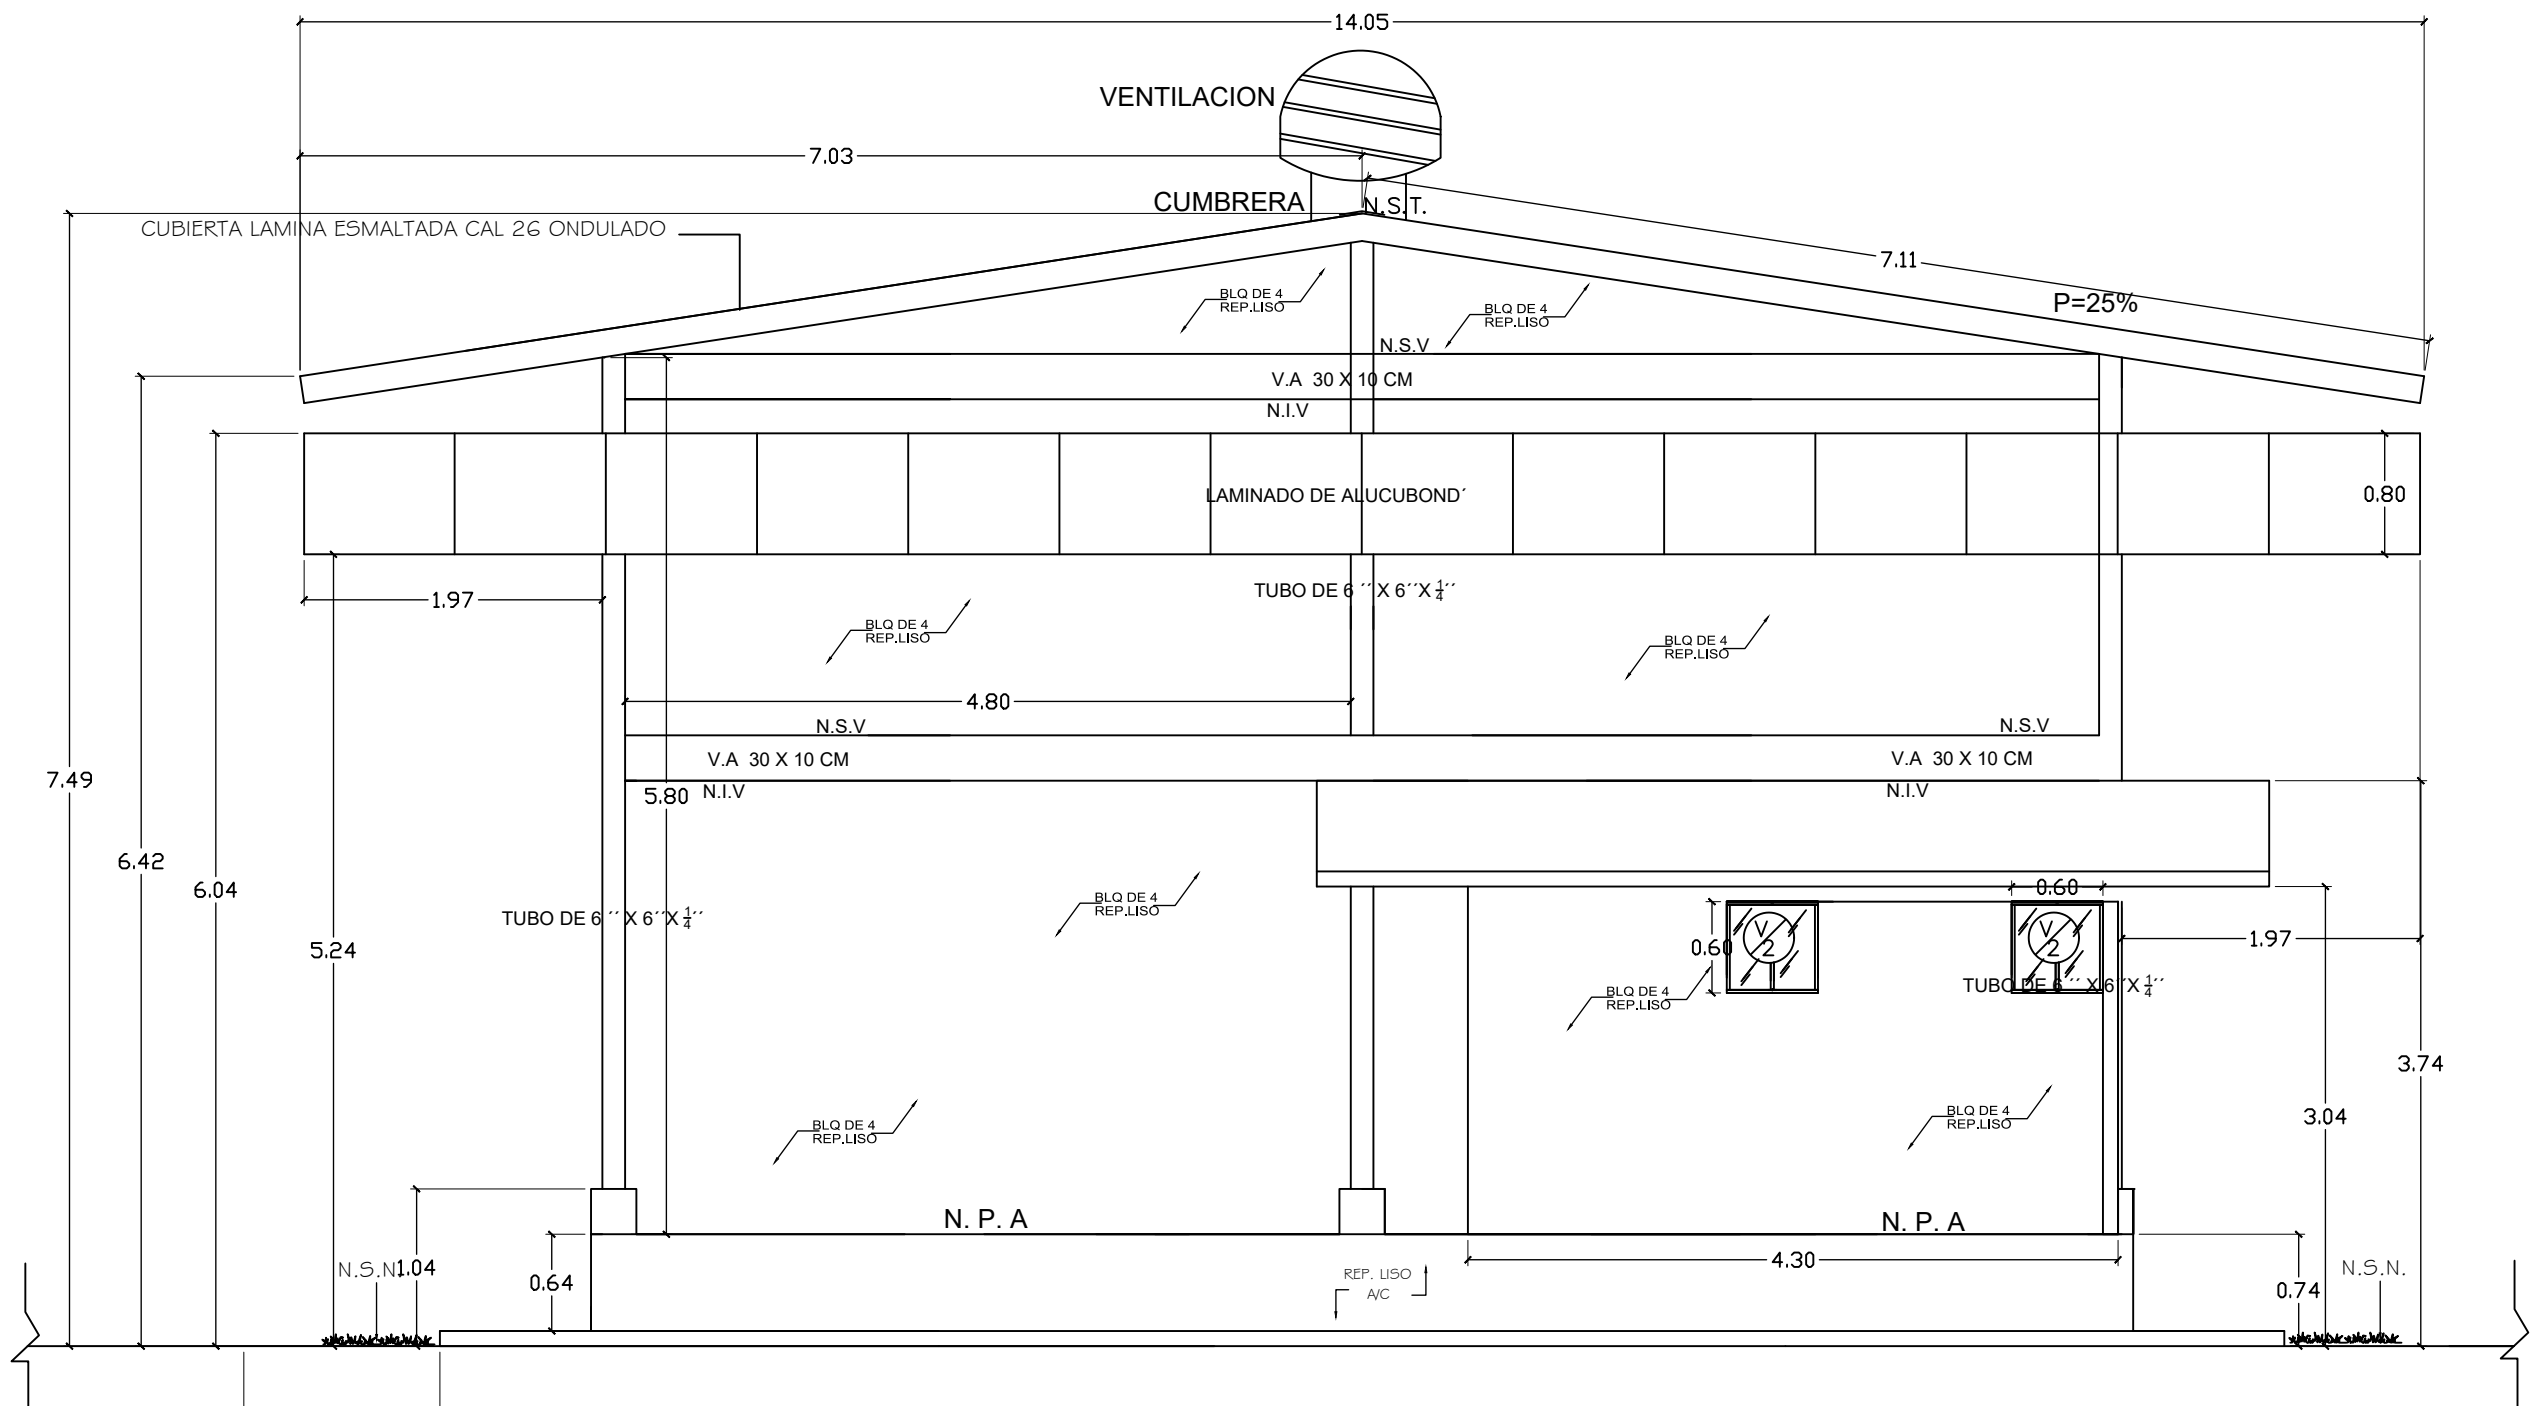 14.05
VENTILACION
7.03
CUMBRERA
N.S.T.
CUBIERTA LAMINA ESMALTADA CAL 26 ONDULADO
7.11
P=25%
BLQ DE 4
REP.LISO
BLQ DE 4
REP.LISO
N.S.V
V.A 30 X 10 CM
N.I.V
LAMINADO DE ALUCUBOND´
0.80
1.97
TUBO DE 6 ´´ X 6´´X 1/4´´
BLQ DE 4
REP.LISO
BLQ DE 4
REP.LISO
4.80
N.S.V
N.S.V
V.A 30 X 10 CM
V.A 30 X 10 CM
7.49
5.80
N.I.V
N.I.V
6.42
6.04
0.60
BLQ DE 4
REP.LISO
TUBO DE 6 ´´ X 6´´X 1/4´´
V
2
V
2
5.24
0.60
1.97
BLQ DE 4
REP.LISO
TUBO DE 6 ´´ X 6´´X 1/4´´
3.74
BLQ DE 4
REP.LISO
BLQ DE 4
REP.LISO
3.04
N. P. A
N. P. A
N.S.N.
1.04
0.64
REP. LISO
A/C
4.30
0.74
N.S.N.